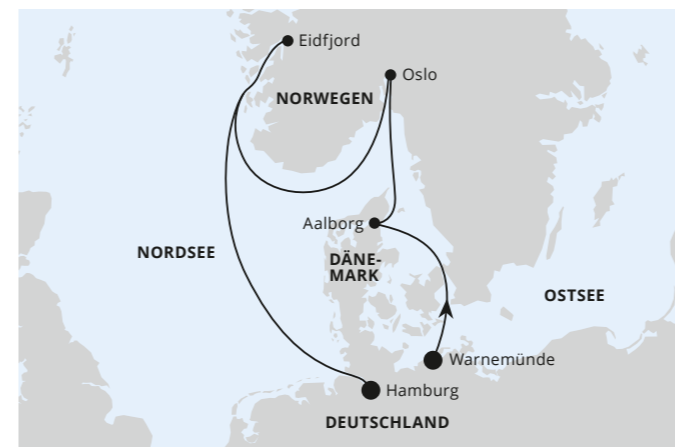 Eidfjord
Oslo
NORWEGEN
Aalborg
NORDSEE
DÄNE-
MARK
OSTSEE
Warnemünde
Hamburg
DEUTSCHLAND